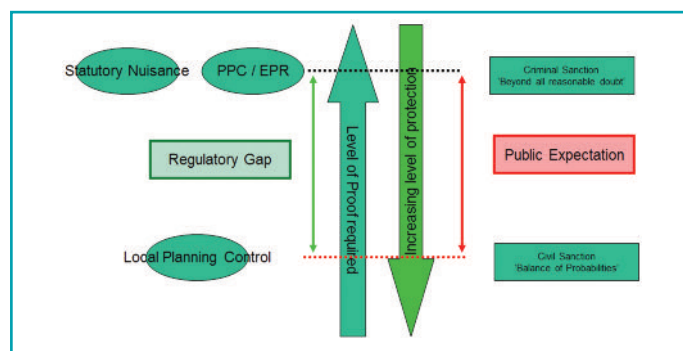 Statutory Nuisance
PPC / EPR
Criminal Sanction
'Beyond all reasonable doubt'
Level of Proof required
Increasing level of protection
Regulatory Gap
Public Expectation
Local Planning Control
Civil Sanction
'Balance of Probabilities'